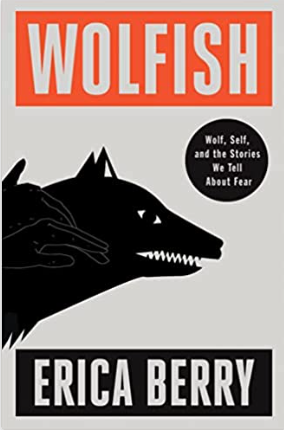 WOLFISH
Wolf, Self,
and the Stories
We Tell
About Fear
ERICA BERRY